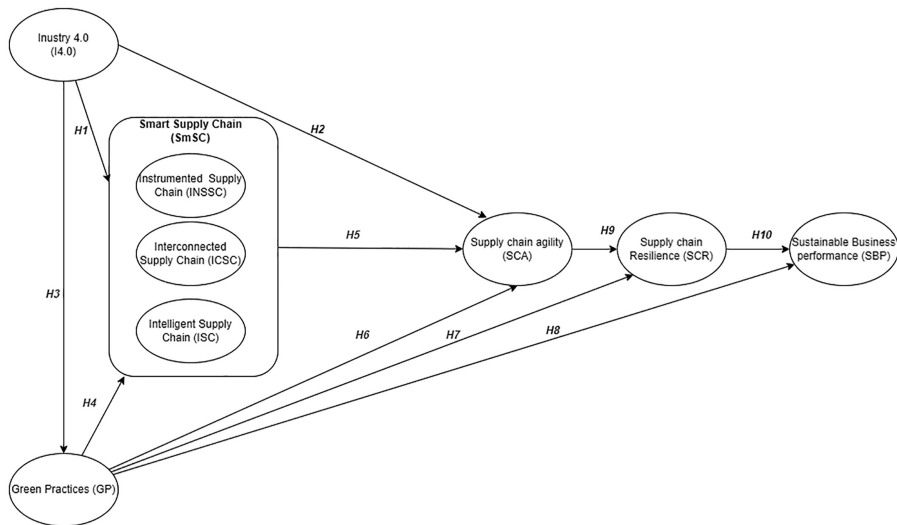 Inustry 4.0
(I4.0)
H1
H2
Smart Supply Chain
(SmSC)
Instrumented Supply
Chain (INSSC)
Interconnected
Supply Chain (ICSC)
Intelligent Supply
Chain (ISC)
H3
H4
H5
Supply chain agility
(SCA)
H9
Supply chain
Resilience (SCR)
H10
Sustainable Business
performance (SBP)
H6
H7
H8
Green Practices (GP)